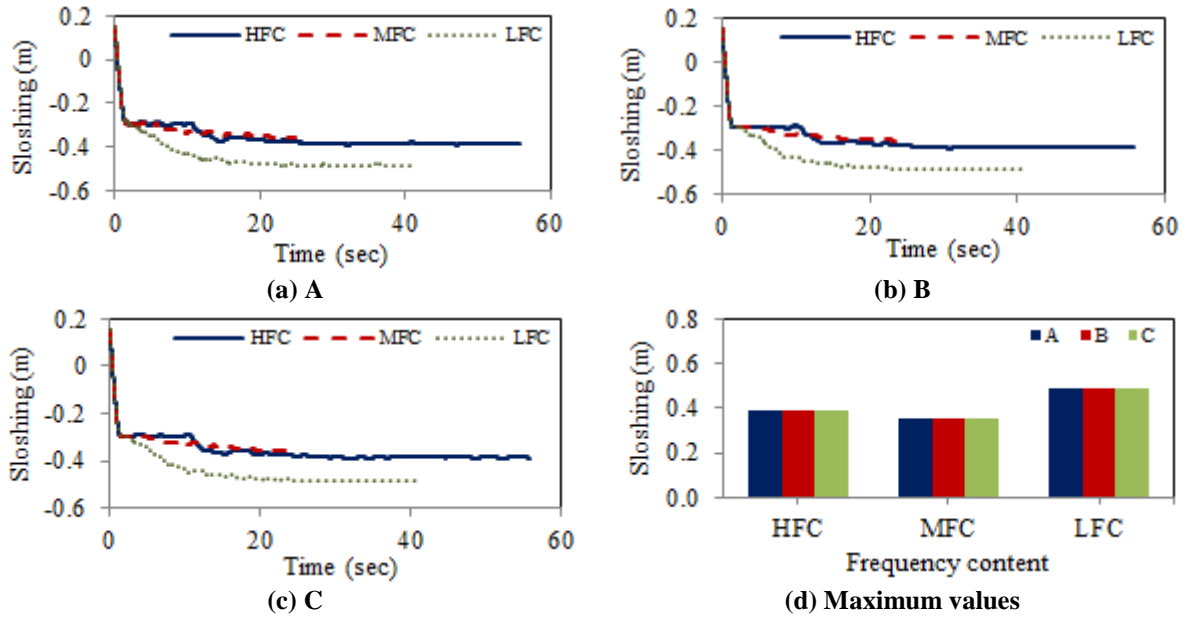 0.2
0
-0.2
-0.4
-0.6
Sloshing (m)
HFC MFC LFC
0 20 40 60
Time (sec)
(a) A
0.2
0
-0.2
-0.4
-0.6
Sloshing (m)
HFC MFC LFC
0 20 40 60
Time (sec)
(b) B
0.2
0
-0.2
-0.4
-0.6
Sloshing (m)
HFC MFC LFC
0 20 40 60
Time (sec)
(c) C
0.8
0.6
0.4
0.2
0.0
Sloshing (m)
A B C
HFC MFC LFC
Frequency content
(d) Maximum values